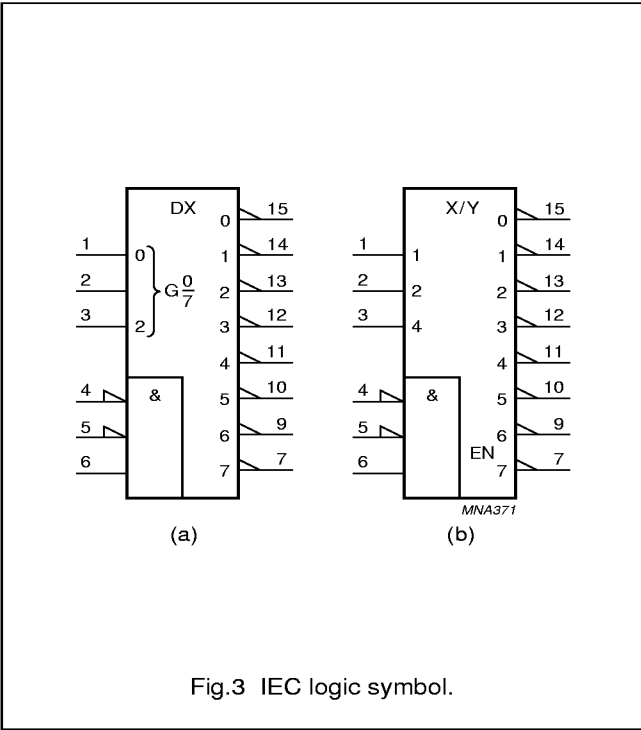 DX X/Y
0 15 0 15
1 0 1 14 1 1 1 14
2 G 0/7 2 13 2 2 2 13
3 2 3 12 3 4 3 12
4 11 4 11
4 & 5 10 4 & 5 10
5 6 9 5 6 9
6 7 7 6 EN 7 7
MNA371
(a) (b)
Fig.3 IEC logic symbol.